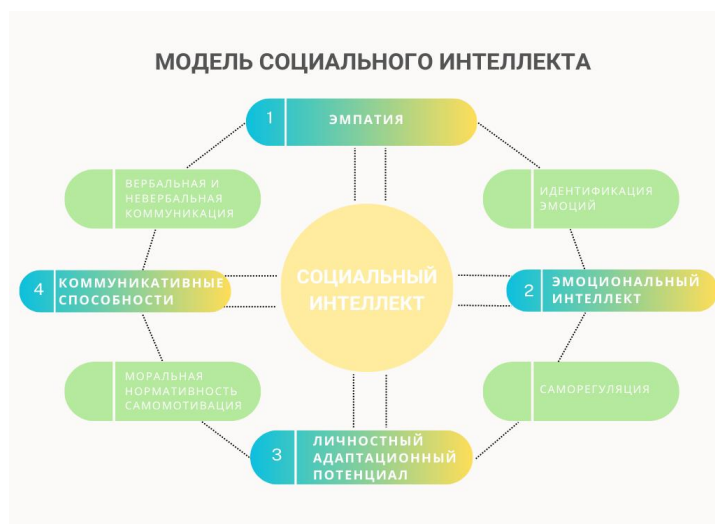 МОДЕЛЬ СОЦИАЛЬНОГО ИНТЕЛЛЕКТА
1
ЭМПАТИЯ
ВЕРБАЛЬНАЯ И
НЕВЕРБАЛЬНАЯ
КОММУНИКАЦИЯ
ИДЕНТИФИКАЦИЯ
ЭМОЦИЙ
4
КОММУНИКАТИВНЫЕ
СПОСОБНОСТИ
СОЦИАЛЬНЫЙ
ИНТЕЛЛЕКТ
2
ЭМОЦИОНАЛЬНЫЙ
ИНТЕЛЛЕКТ
МОРАЛЬНАЯ
НОРМАТИВНОСТЬ
САМОМОТИВАЦИЯ
САМОРЕГУЛЯЦИЯ
3
ЛИЧНОСТНЫЙ
АДАПТАЦИОННЫЙ
ПОТЕНЦИАЛ